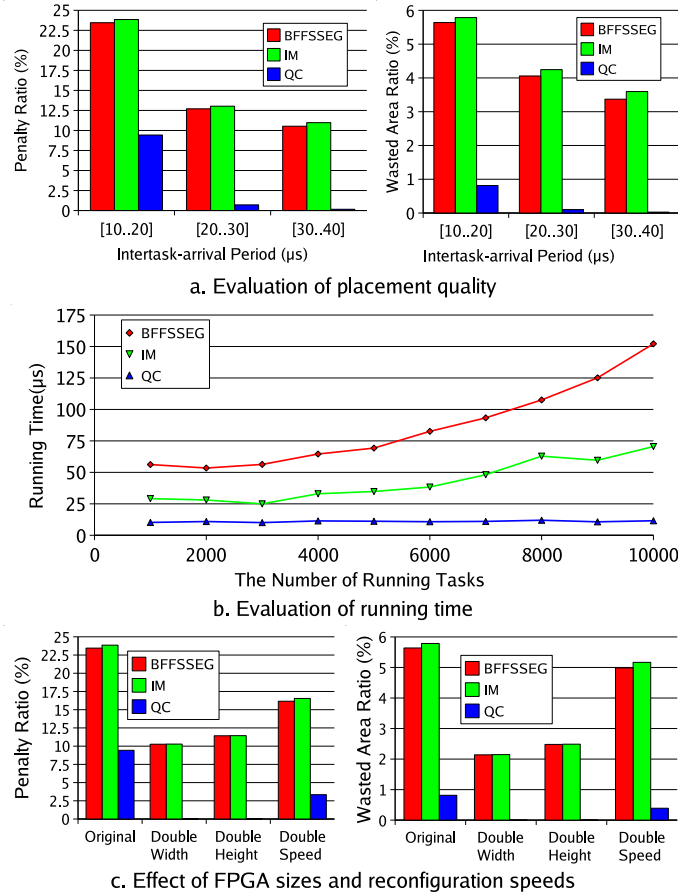 Penalty Ratio (%)
25
22.5
20
17.5
15
12.5
10
7.5
5
2.5
0
BFFSSEG
IM
QC
[10..20]
[20..30]
[30..40]
Intertask-arrival Period (µs)
Wasted Area Ratio (%)
6
5
4
3
2
1
0
BFFSSEG
IM
QC
[10..20]
[20..30]
[30..40]
Intertask-arrival Period (µs)
a. Evaluation of placement quality
Running Time(µs)
175
150
125
100
75
50
25
0
BFFSSEG
IM
QC
0
2000
4000
6000
8000
10000
The Number of Running Tasks
b. Evaluation of running time
Penalty Ratio (%)
25
22.5
20
17.5
15
12.5
10
7.5
5
2.5
0
BFFSSEG
IM
QC
Original
Double
Width
Double
Height
Double
Speed
Wasted Area Ratio (%)
6
5
4
3
2
1
0
BFFSSEG
IM
QC
Original
Double
Width
Double
Height
Double
Speed
c. Effect of FPGA sizes and reconfiguration speeds